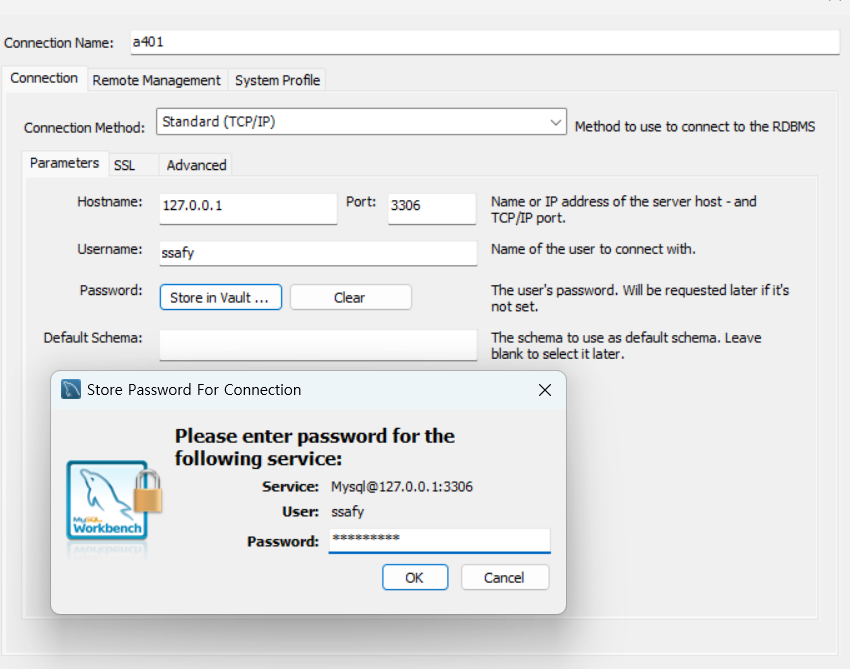 Connection Name: a401
Connection Remote Management System Profile
Connection Method: Standard (TCP/IP) Method to use to connect to the RDBMS
Parameters SSL Advanced
Hostname: 127.0.0.1 Port: 3306 Name or IP address of the server host - and
TCP/IP port.
Username: ssafy Name of the user to connect with.
Password: Store in Vault ... Clear The user's password. Will be requested later if it's
not set.
Default Schema: The schema to use as default schema. Leave
blank to select it later.
Store Password For Connection
Please enter password for the
following service:
Service: Mysql@127.0.0.1:3306
User: ssafy
Password: *********
MySQL
Workbench
OK Cancel